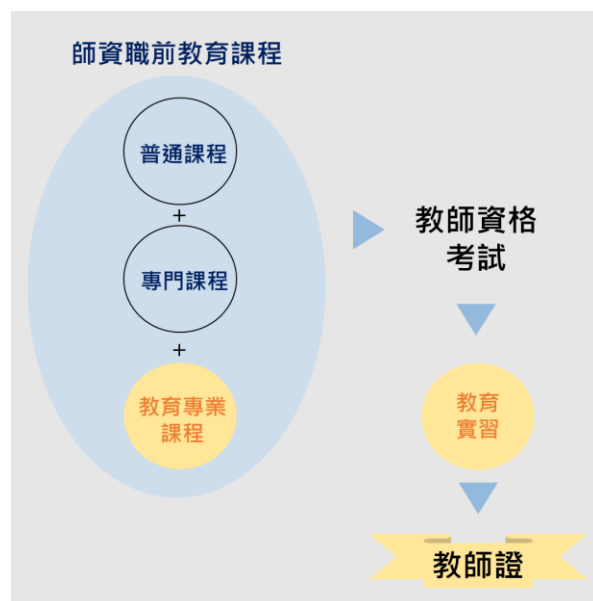 師資職前教育課程
普通課程
+
專門課程
+
教育專業
課程
教師資格
考試
教育
實習
教師證